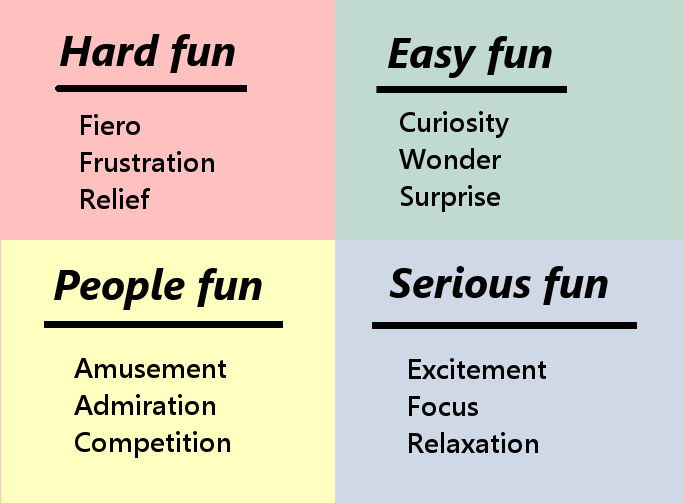 Hard fun
Fiero
Frustration
Relief
Easy fun
Curiosity
Wonder
Surprise
People fun
Amusement
Admiration
Competition
Serious fun
Excitement
Focus
Relaxation